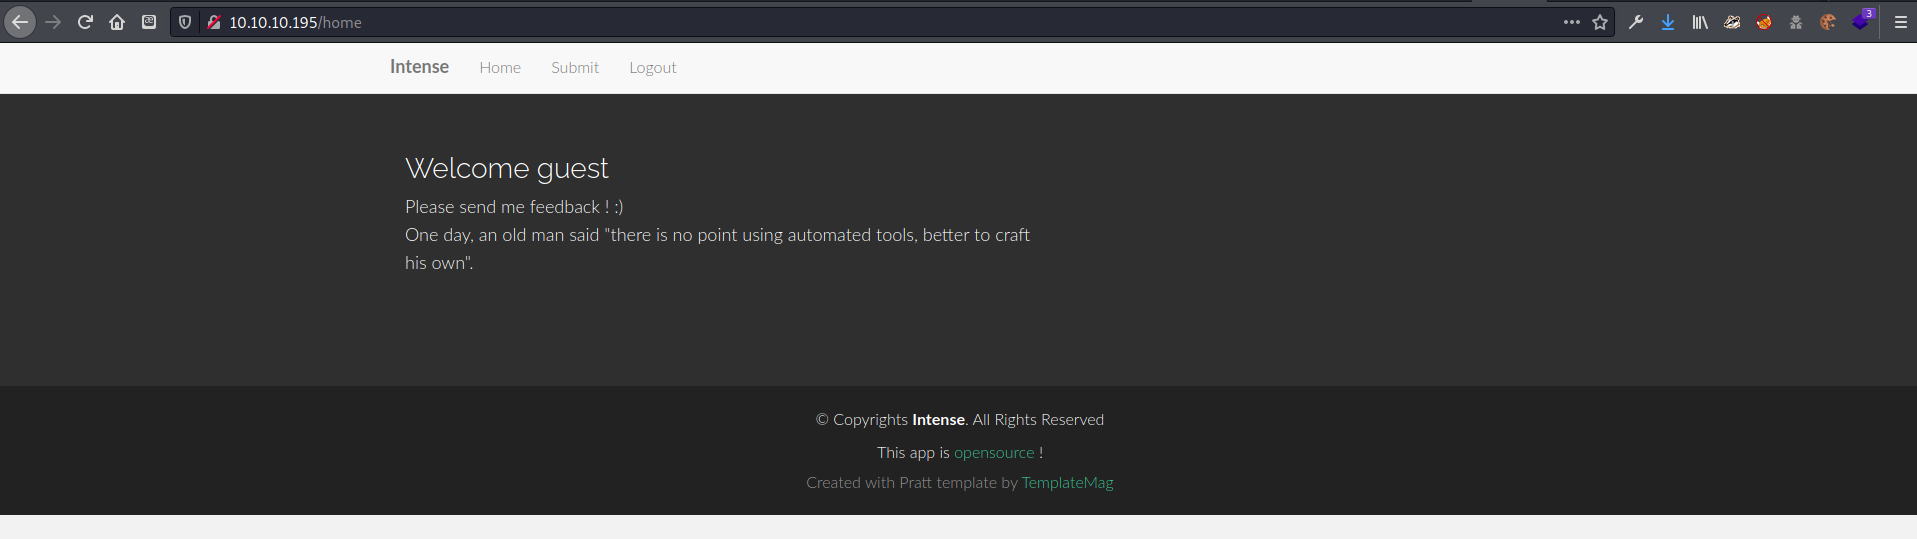 10.10.10.195/home
3
Intense Home Submit Logout
Welcome guest
Please send me feedback ! :)
One day, an old man said "there is no point using automated tools, better to craft
his own".
© Copyrights Intense. All Rights Reserved
This app is opensource !
Created with Pratt template by TemplateMag